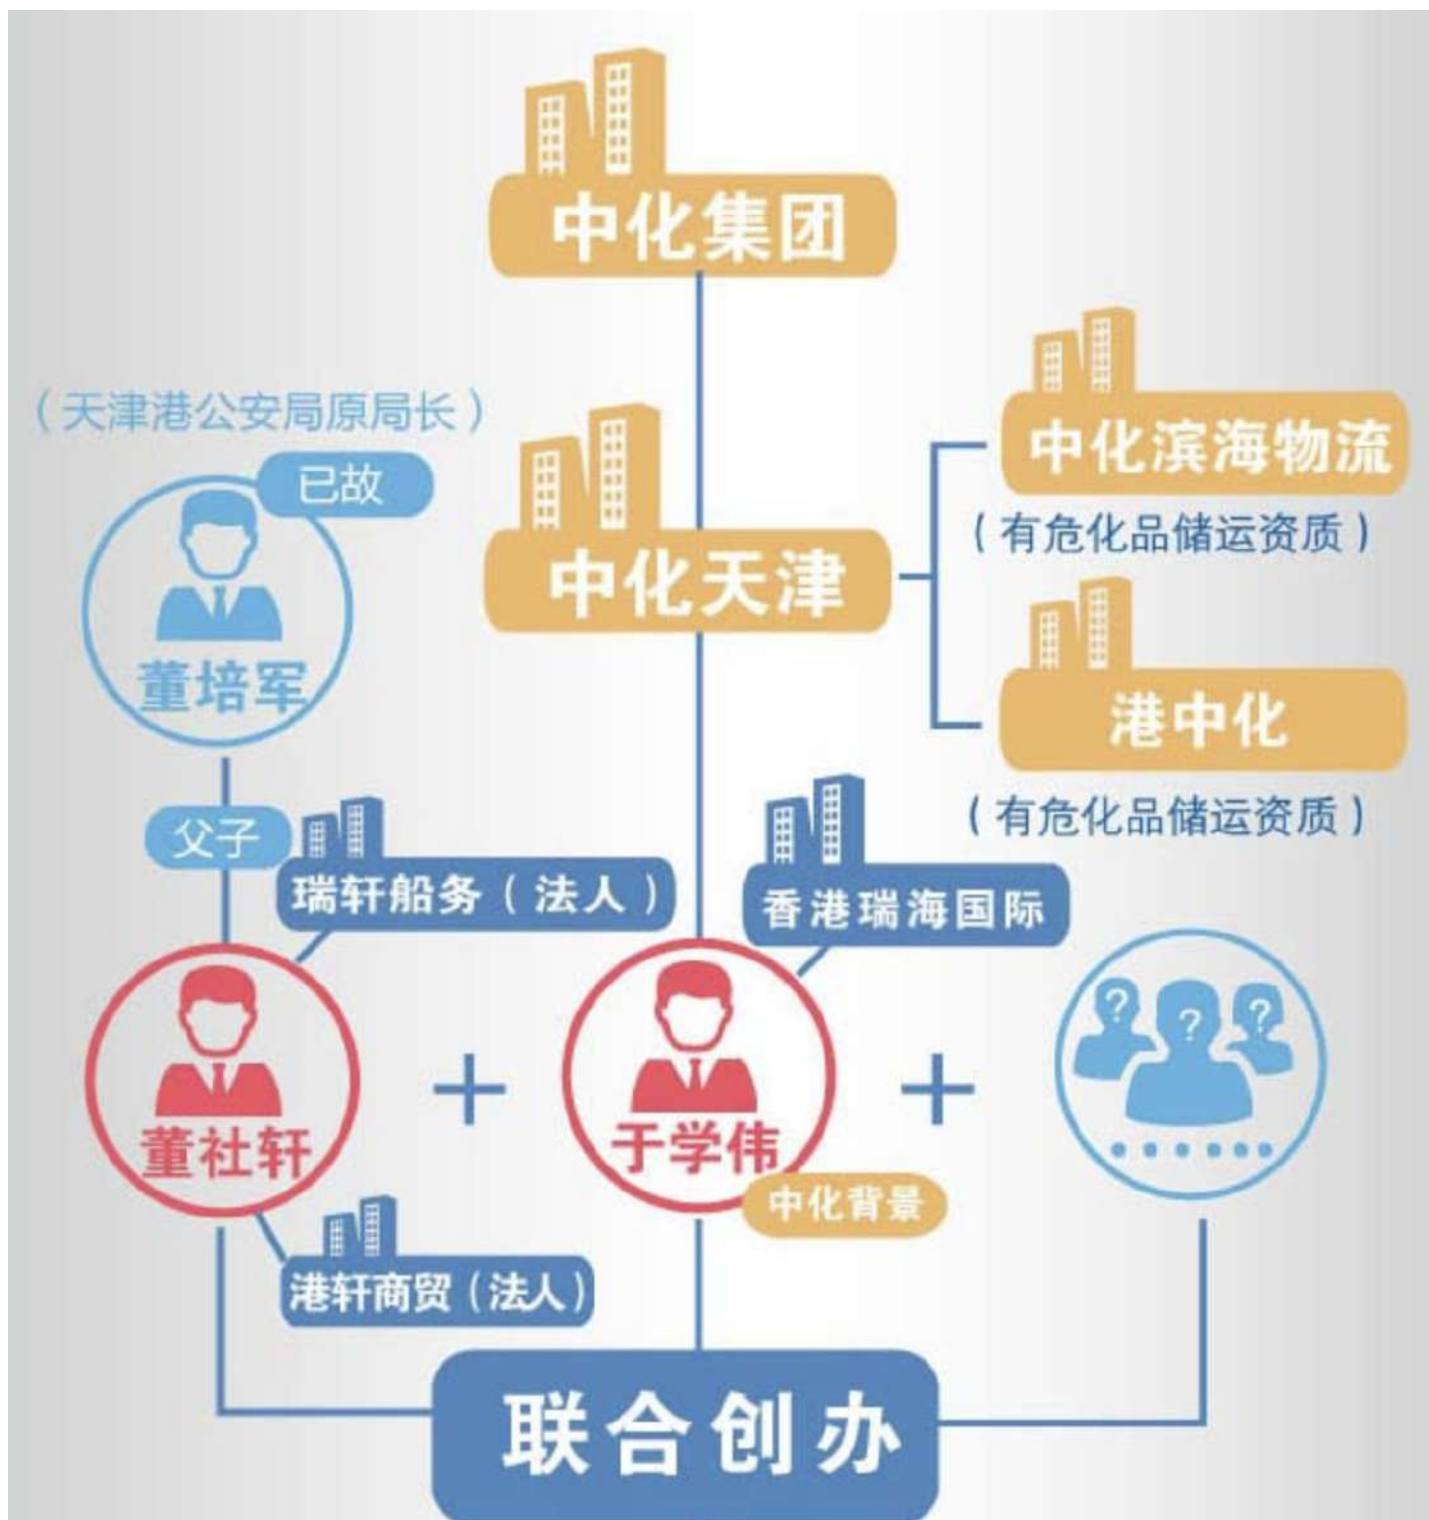 中化集团
中化滨海物流
(有危化品储运资质)
(天津港公安局原局长)
已故
董培军
中化天津
港中化
(有危化品储运资质)
父子
瑞轩船务(法人)
香港瑞海国际
? ? ?
董社轩
+
于学伟
+
......
中化背景
港轩商贸(法人)
联合创办